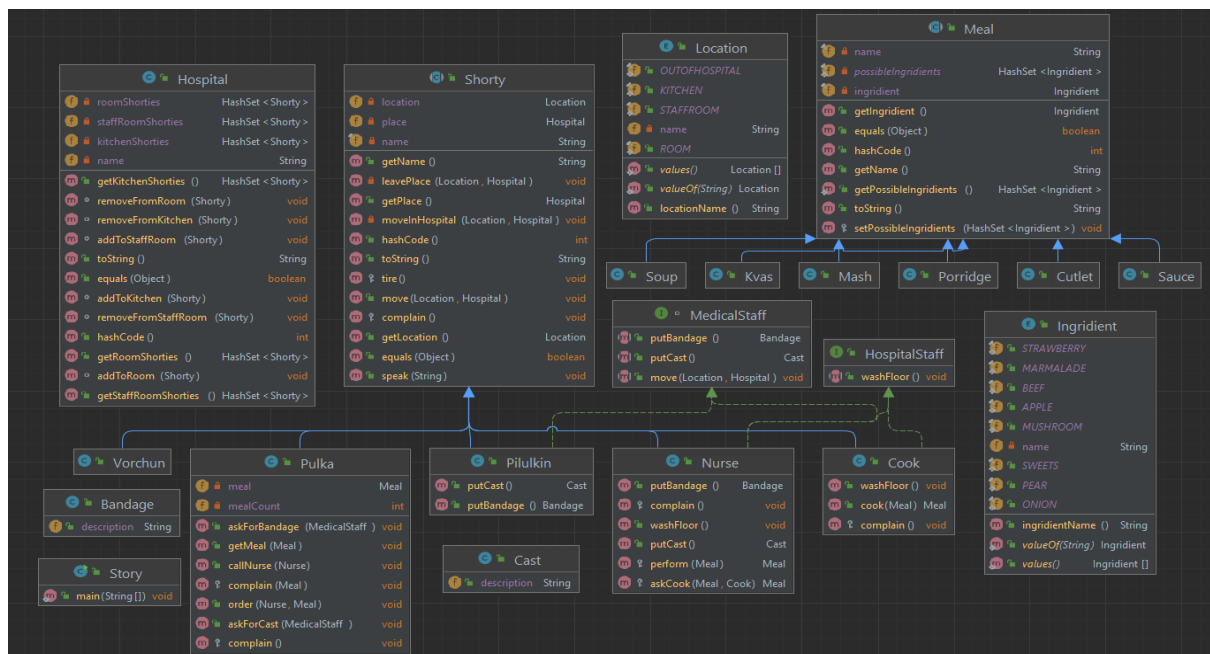 Hospital
roomShorties HashSet <Shorty>
staffRoomShorties HashSet <Shorty>
kitchenShorties HashSet <Shorty>
name String
getKitchenShorties () HashSet <Shorty>
removeFromRoom (Shorty) void
removeFromKitchen (Shorty) void
addToStaffRoom (Shorty) void
toString () String
equals (Object) boolean
addToKitchen (Shorty) void
removeFromStaffRoom (Shorty) void
hashCode () int
getRoomShorties () HashSet <Shorty>
addToRoom (Shorty) void
getStaffRoomShorties () HashSet <Shorty>
Shorty
location Location
place Hospital
name String
getName () String
leavePlace (Location, Hospital) void
getPlace () Hospital
moveInHospital (Location, Hospital) void
hashCode () int
toString () String
tire() void
move (Location, Hospital) void
complain () void
getLocation () Location
equals (Object) boolean
speak (String) void
Location
OUTOFHOSPITAL
KITCHEN
STAFFROOM
name String
ROOM
values() Location []
valueOf(String) Location
locationName () String
Meal
name String
possibleIngridients HashSet <Ingridient>
ingridient Ingridient
getIngridient () Ingridient
equals (Object) boolean
hashCode () int
getName () String
getPossibleIngridients () HashSet <Ingridient>
toString () String
setPossibleIngridients (HashSet <Ingridient>) void
Soup
Kvas
Mash
Porridge
Cutlet
Sauce
MedicalStaff
putBandage () Bandage
putCast () Cast
move (Location, Hospital) void
HospitalStaff
washFloor () void
Ingridient
STRAWBERRY
MARMALADE
BEEF
APPLE
MUSHROOM
name String
SWEETS
PEAR
ONION
ingridientName () String
valueOf(String) Ingridient
values() Ingridient []
Vorchun
Bandage
description String
Story
main (String[]) void
Pulka
meal Meal
mealCount int
askForBandage (MedicalStaff) void
getMeal (Meal) void
callNurse (Nurse) void
complain (Meal) void
order (Nurse, Meal) void
askForCast (MedicalStaff) void
complain () void
Pilulkin
putCast () Cast
putBandage () Bandage
Cast
description String
Nurse
putBandage () Bandage
complain () void
washFloor () void
putCast () Cast
perform (Meal) Meal
askCook (Meal, Cook) Meal
Cook
washFloor () void
cook (Meal) Meal
complain () void